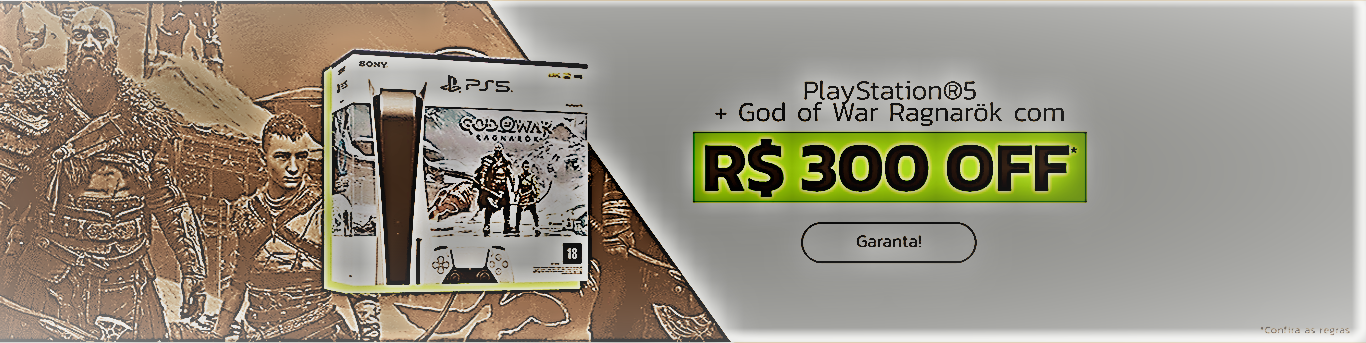 SONY
PS5
GOD OF WAR
RAGNARÖK
18
PlayStation®5
+ God of War Ragnarök com
R$ 300 OFF*
Garanta!
*Confira as regras